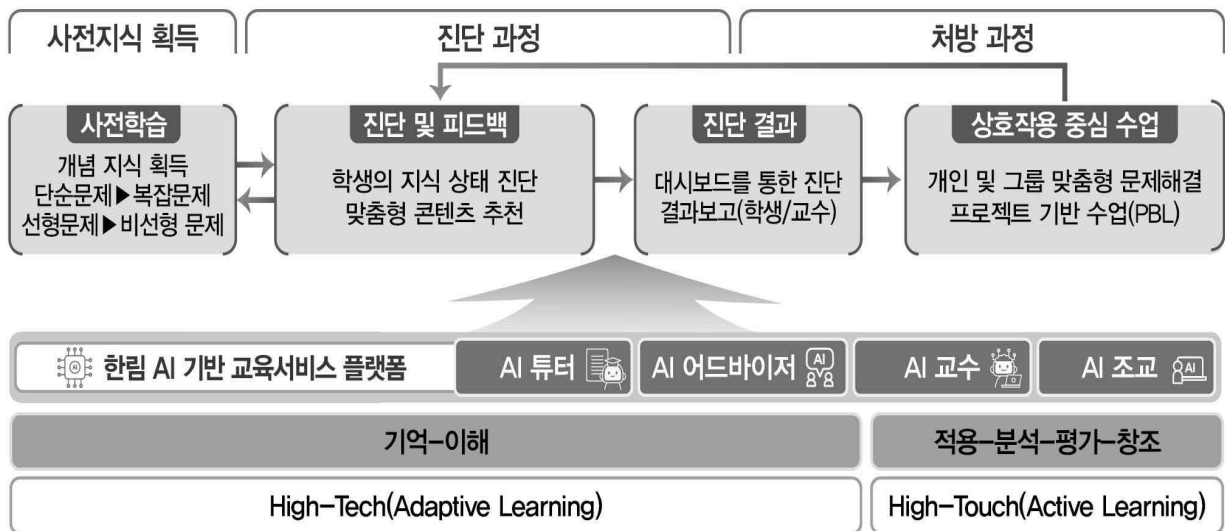 사전지식 획득
진단 과정
처방 과정
사전학습
개념 지식 획득
단순문제▶복잡문제
선형문제▶비선형 문제
진단 및 피드백
학생의 지식 상태 진단
맞춤형 콘텐츠 추천
진단 결과
대시보드를 통한 진단
결과보고(학생/교수)
상호작용 중심 수업
개인 및 그룹 맞춤형 문제해결
프로젝트 기반 수업(PBL)
AI 한림 AI 기반 교육서비스 플랫폼
AI 튜터
AI 어드바이저 AI
AI 교수
AI 조교 AI
기억-이해
적용-분석-평가-창조
High-Tech(Adaptive Learning)
High-Touch(Active Learning)